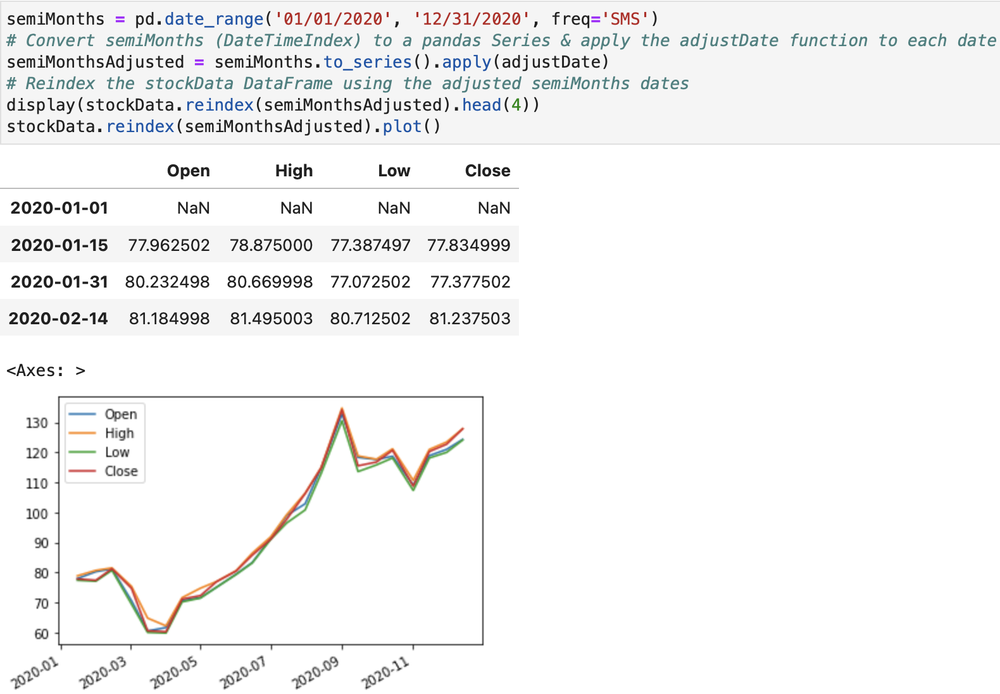 semiMonths = pd.date_range('01/01/2020', '12/31/2020', freq='SMS')
# Convert semiMonths (DateTimeIndex) to a pandas Series & apply the adjustDate function to each date
semiMonthsAdjusted = semiMonths.to_series().apply(adjustDate)
# Reindex the stockData DataFrame using the adjusted semiMonths dates
display(stockData.reindex(semiMonthsAdjusted).head(4))
stockData.reindex(semiMonthsAdjusted).plot()
Open High Low Close
2020-01-01 NaN NaN NaN NaN
2020-01-15 77.962502 78.875000 77.387497 77.834999
2020-01-31 80.232498 80.669998 77.072502 77.377502
2020-02-14 81.184998 81.495003 80.712502 81.237503
<Axes: >
Open
High
Low
Close
130
120
110
100
90
80
70
60
2020-01 2020-03 2020-05 2020-07 2020-09 2020-11